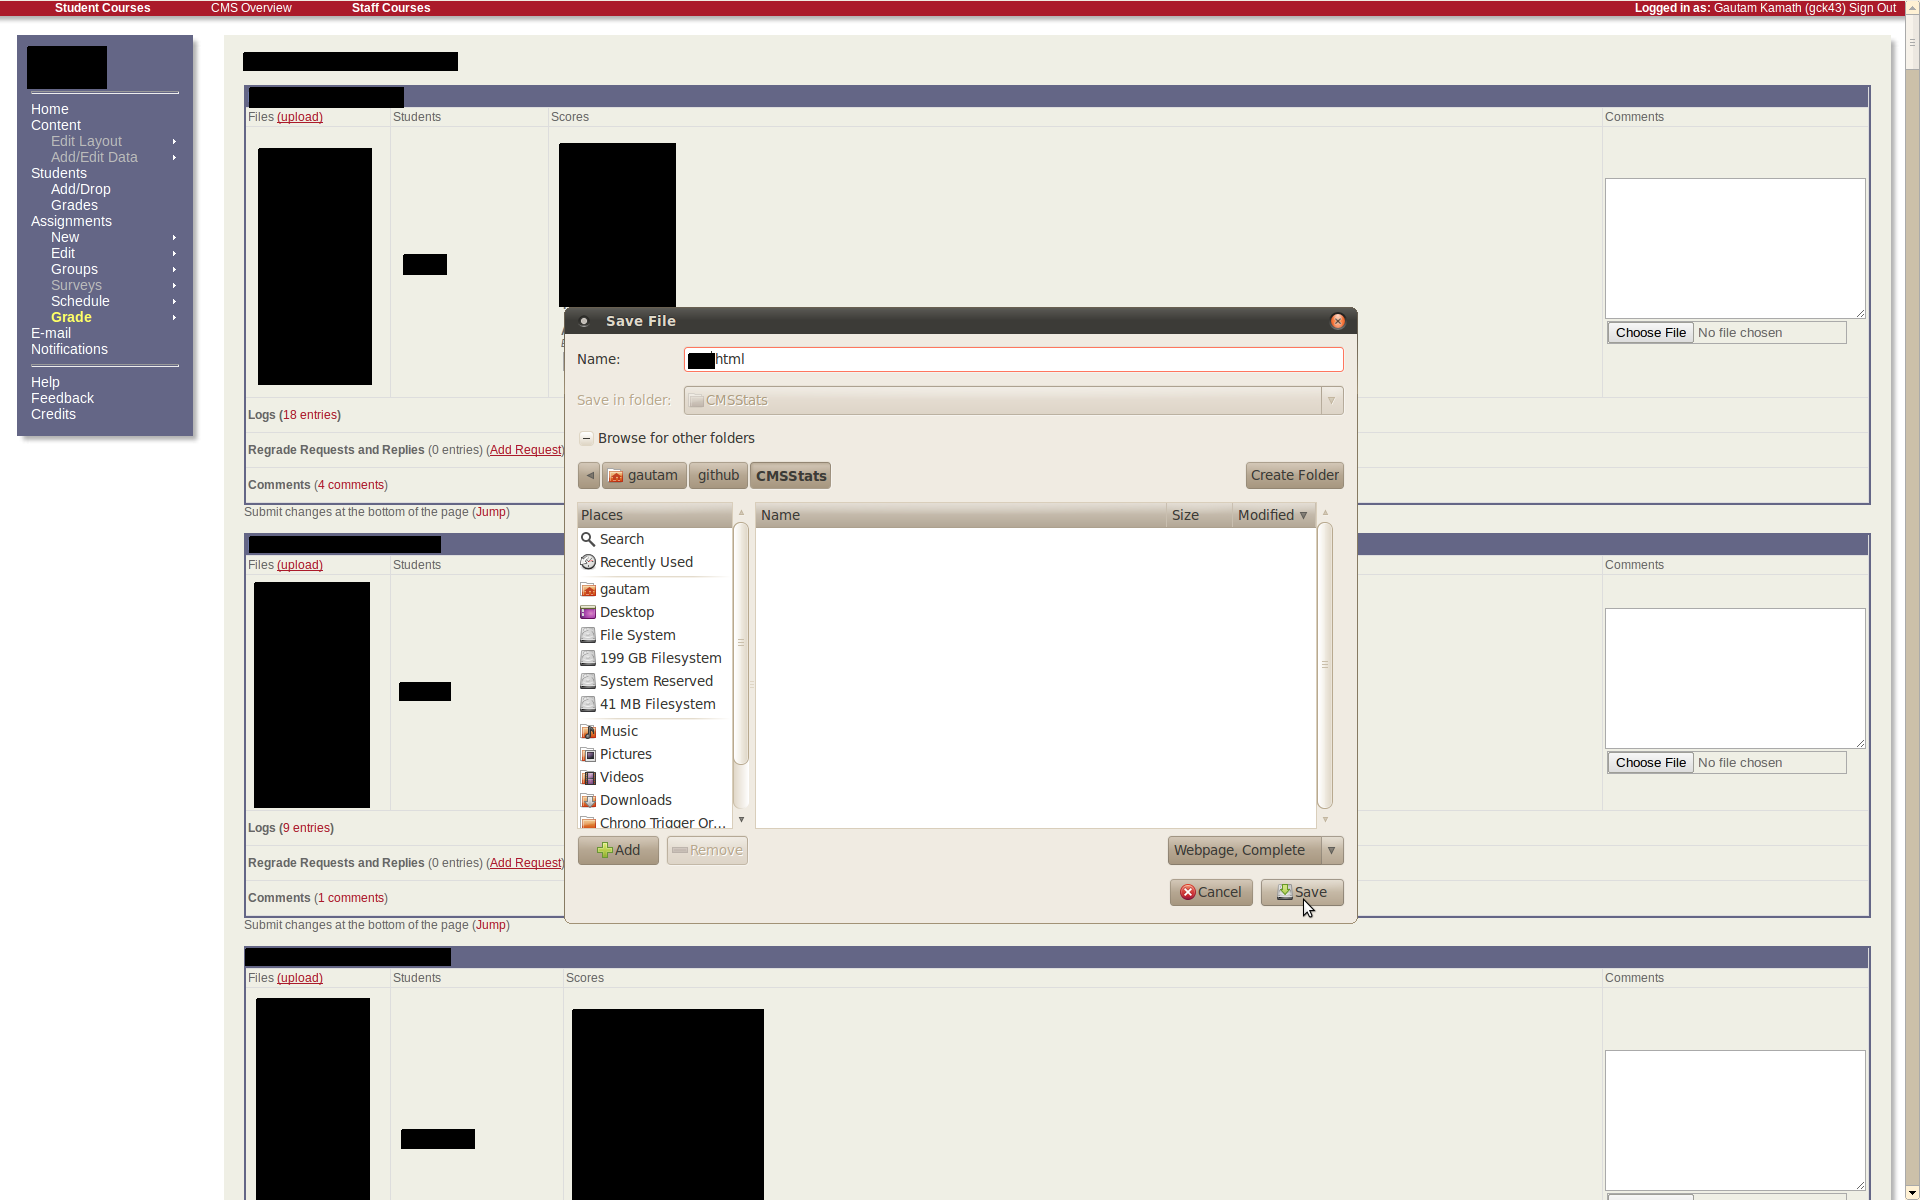 Student Courses CMS Overview Staff Courses Logged in as: Gautam Kamath (gck43) Sign Out
Home
Content
Edit Layout
Add/Edit Data
Students
Add/Drop
Grades
Assignments
New
Edit
Groups
Surveys
Schedule
Grade
E-mail
Notifications
Help
Feedback
Credits
Files (upload) Students Scores Comments
Choose File No file chosen
Logs (18 entries)
Regrade Requests and Replies (0 entries) (Add Request)
Comments (4 comments)
Submit changes at the bottom of the page (Jump)
Files (upload) Students Comments
Choose File No file chosen
Logs (9 entries)
Regrade Requests and Replies (0 entries) (Add Request)
Comments (1 comments)
Submit changes at the bottom of the page (Jump)
Files (upload) Students Scores Comments
Save File
Name: html
Save in folder: CMSStats
Browse for other folders
gautam github CMSStats Create Folder
Places Name Size Modified
Search
Recently Used
gautam
Desktop
File System
199 GB Filesystem
System Reserved
41 MB Filesystem
Music
Pictures
Videos
Downloads
Chrono Trigger Or...
Add Remove Webpage, Complete
Cancel Save